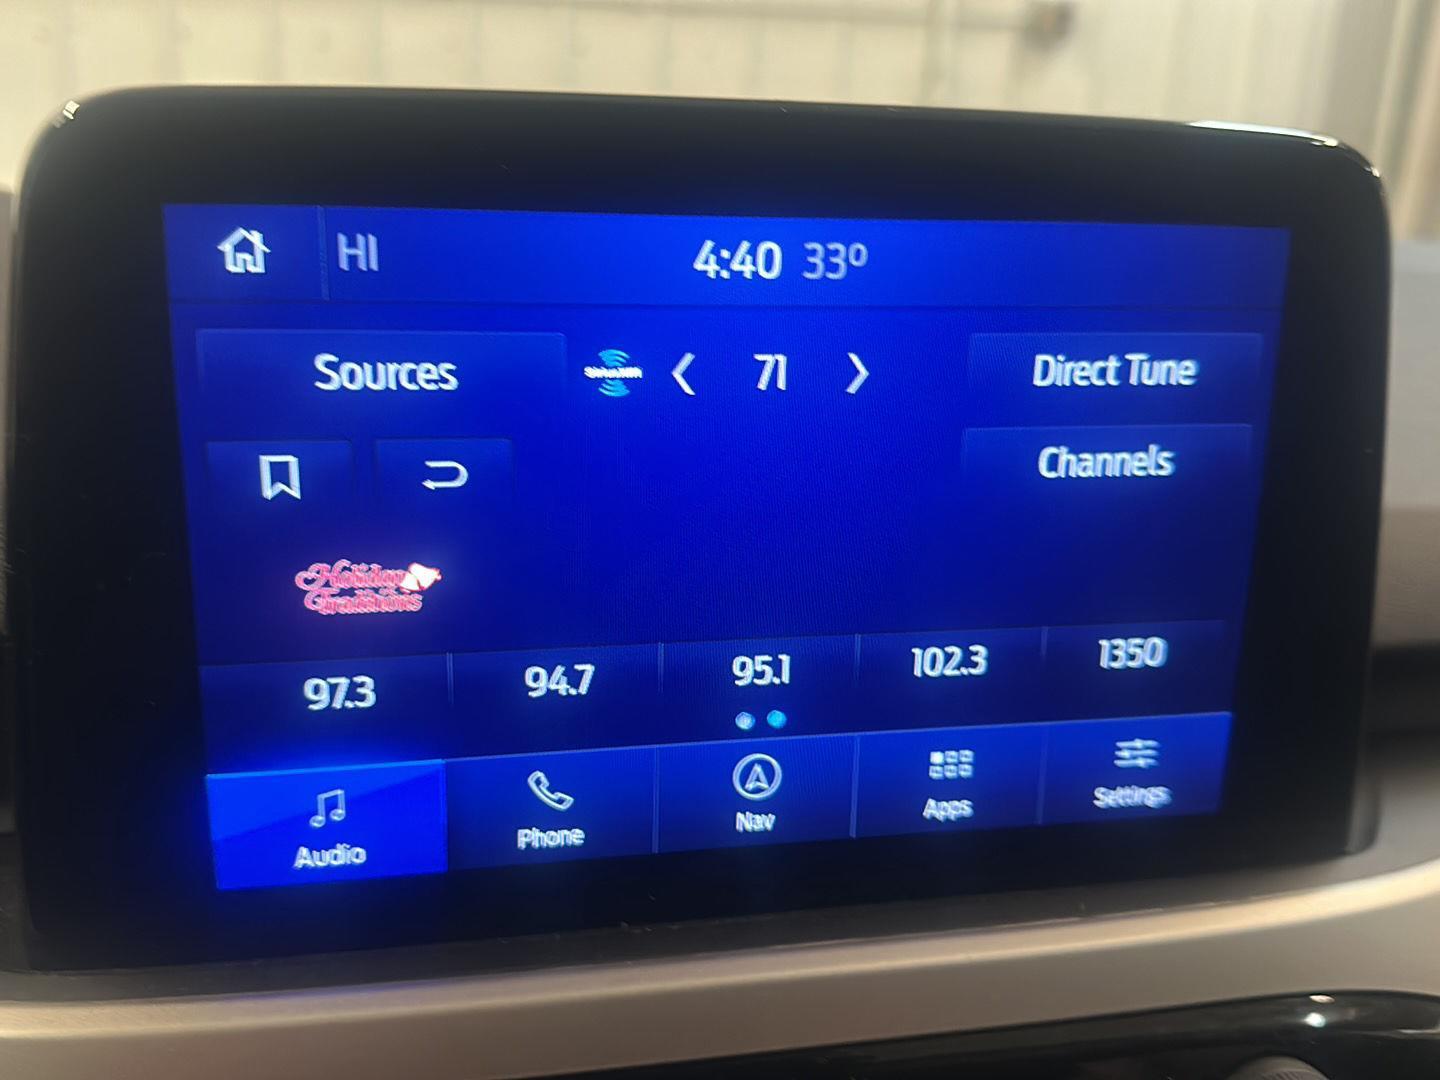 HI
4:40 33°
Sources
SiriusXM
71
Direct Tune
Channels
Holiday
Traditions
97.3
94.7
95.1
102.3
1350
Audio
Phone
Nav
Apps
Settings